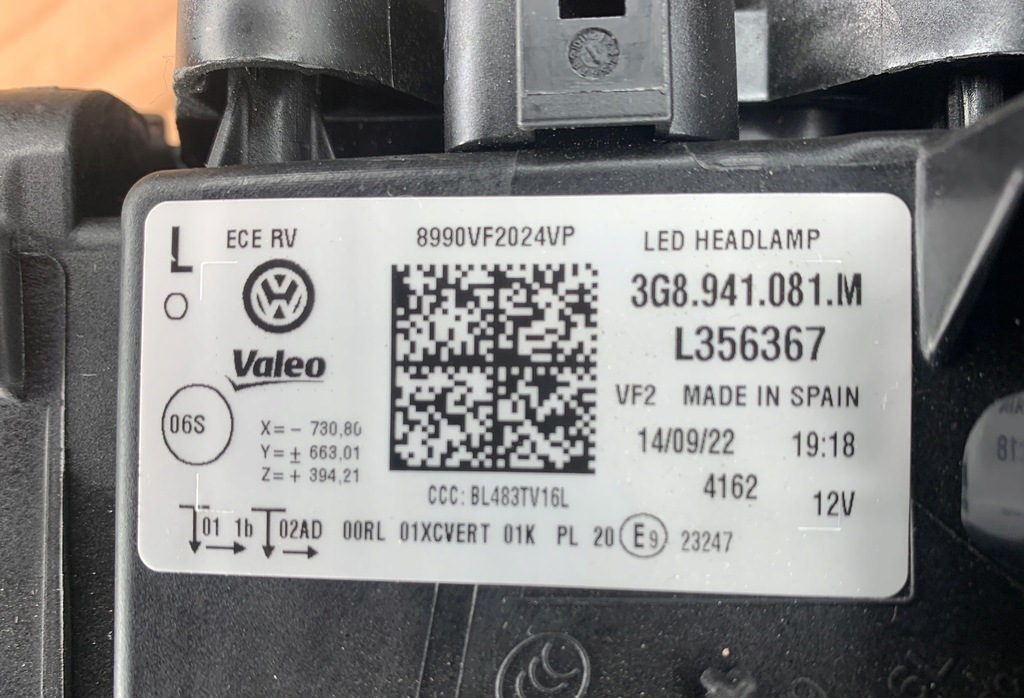 L
ECE RV
8990VF2024VP
LED HEADLAMP
3G8.941.081.M
L356367
Valeo
VF2 MADE IN SPAIN
06S
X= - 730,80
Y= ± 663,01
Z= + 394,21
14/09/22 19:18
4162
12V
CCC: BL483TV16L
01 1b 02AD 00RL 01XCVERT 01K PL 20 E9 23247